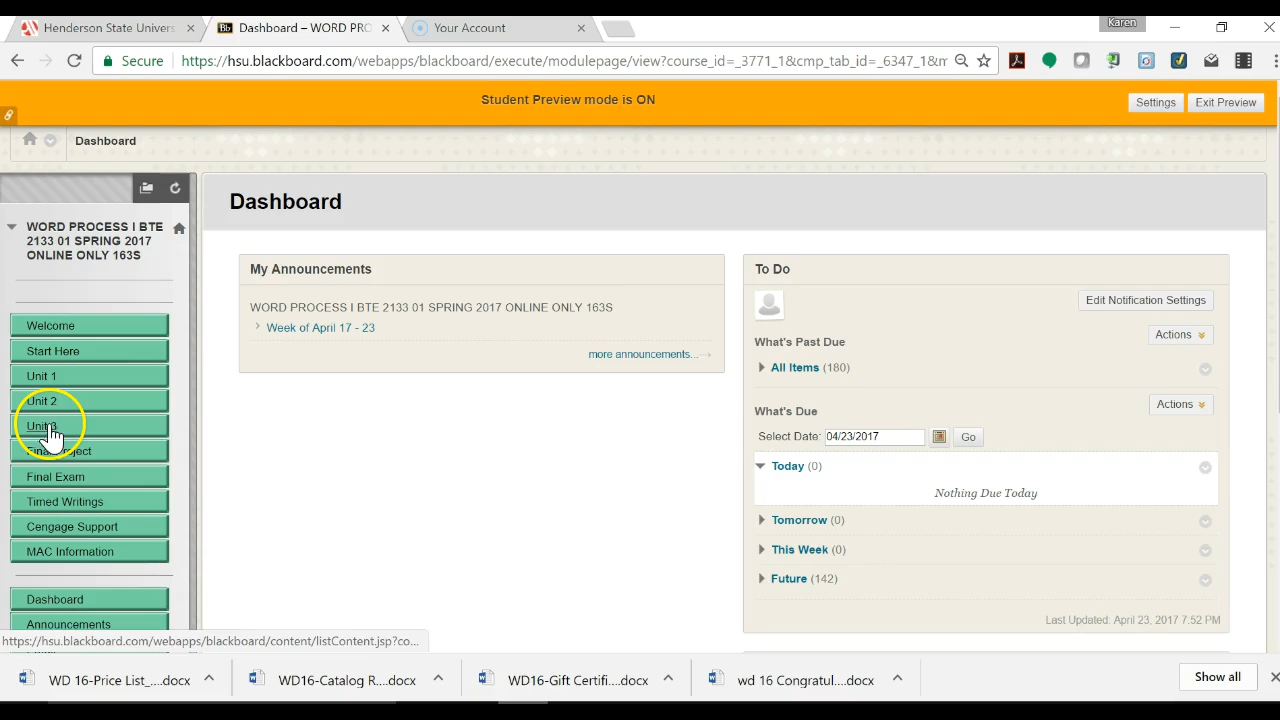 Henderson State Univers
Dashboard – WORD PRO
Your Account
Karen
Secure
https://hsu.blackboard.com/webapps/blackboard/execute/modulepage/view?course_id=_3771_1&cmp_tab_id=_6347_1&m
Student Preview mode is ON
Settings
Exit Preview
Dashboard
WORD PROCESS I BTE
2133 01 SPRING 2017
ONLINE ONLY 163S
Welcome
Start Here
Unit 1
Unit 2
Unit 3
Final Project
Final Exam
Timed Writings
Cengage Support
MAC Information
Dashboard
Announcements
Dashboard
My Announcements
WORD PROCESS I BTE 2133 01 SPRING 2017 ONLINE ONLY 163S
Week of April 17 - 23
more announcements...
To Do
Edit Notification Settings
Actions
What's Past Due
All Items (180)
What's Due
Actions
Select Date: 04/23/2017 Go
Today (0)
Nothing Due Today
Tomorrow (0)
This Week (0)
Future (142)
Last Updated: April 23, 2017 7:52 PM
https://hsu.blackboard.com/webapps/blackboard/content/listContent.jsp?co...
WD 16-Price List_....docx
WD16-Catalog R....docx
WD16-Gift Certifi....docx
wd 16 Congratul....docx
Show all